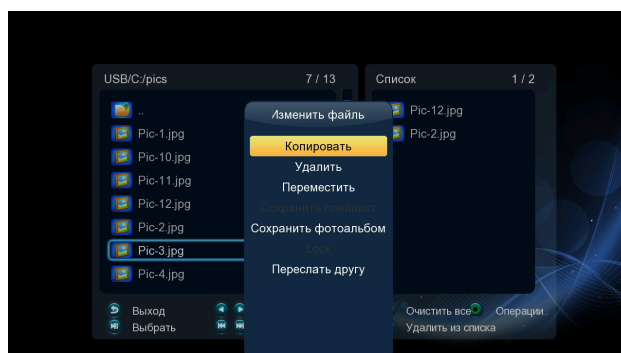 USB/C:/pics 7 / 13
Список 1 / 2
..
Pic-1.jpg
Pic-10.jpg
Pic-11.jpg
Pic-12.jpg
Pic-2.jpg
Pic-3.jpg
Pic-4.jpg
Изменить файль
Копировать
Удалить
Переместить
Сохранить плейлист
Сохранить фотоальбом
Lock
Переслать другу
Pic-12.jpg
Pic-2.jpg
Выход
Выбрать
Очистить все Операции.
Удалить из списка